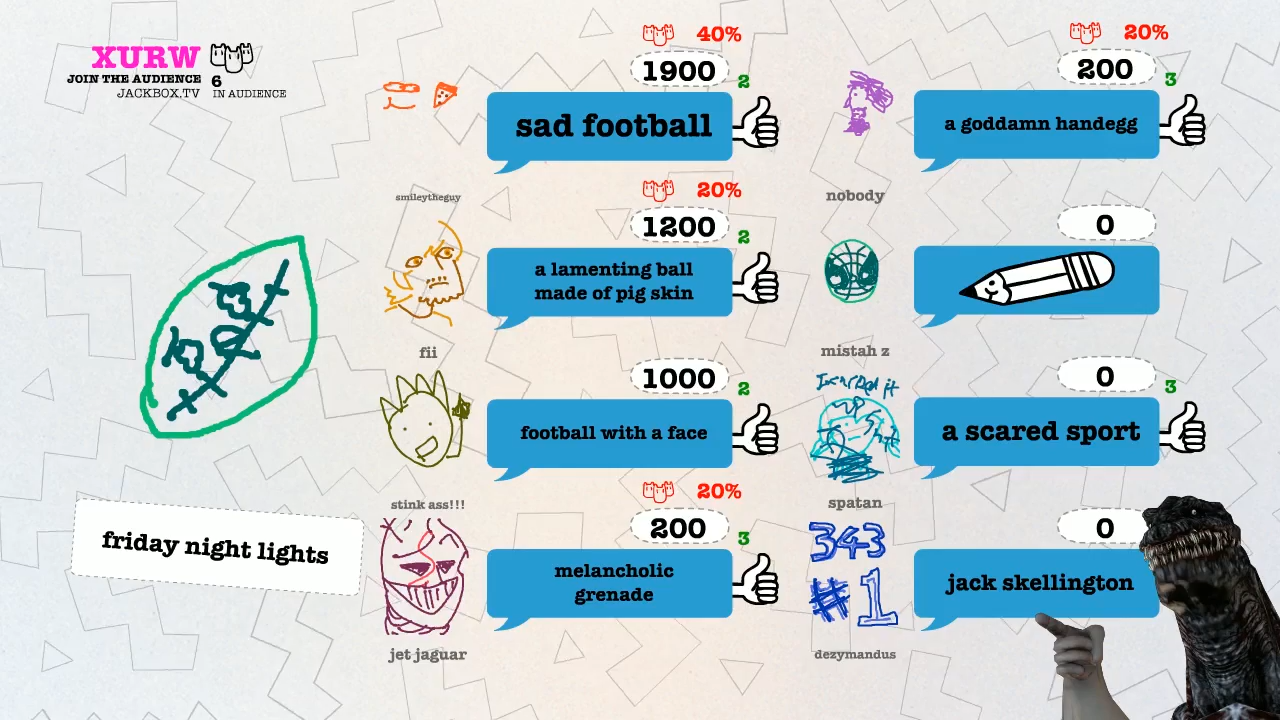 XURW
JOIN THE AUDIENCE
JACKBOX.TV
6
IN AUDIENCE
40%
1900
2
sad football
smileytheguy
20%
200
3
a goddamn handegg
nobody
20%
1200
2
a lamenting ball
made of pig skin
fii
0
mistah z
1000
2
football with a face
stink ass!!!
0
3
a scared sport
spatan
20%
200
3
melancholic
grenade
jet jaguar
343
#1
0
jack skellington
dezymandus
friday night lights